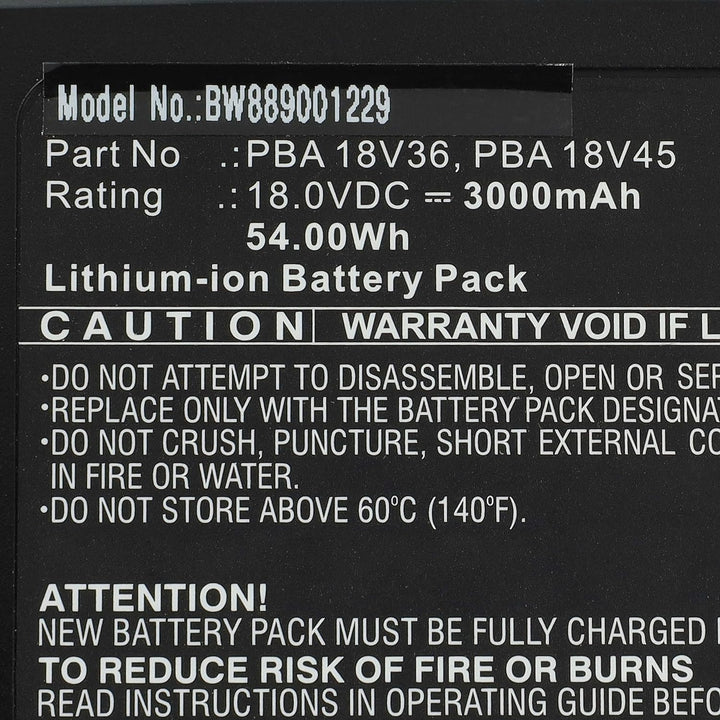 Model No.:BW889001229
Part No .:PBA 18V36, PBA 18V45
Rating .:18.0VDC ⎓ 3000mAh
54.00Wh
Lithium-ion Battery Pack
CAUTION WARRANTY VOID IF
•DO NOT ATTEMPT TO DISASSEMBLE, OPEN OR
•REPLACE ONLY WITH THE BATTERY PACK
•DO NOT CRUSH, PUNCTURE, SHORT EXTERNAL
IN FIRE OR WATER.
•DO NOT STORE ABOVE 60°C (140°F).
ATTENTION!
NEW BATTERY PACK MUST BE FULLY CHARGED
TO REDUCE RISK OF FIRE OR BURNS
READ INSTRUCTIONS IN OPERATING GUIDE